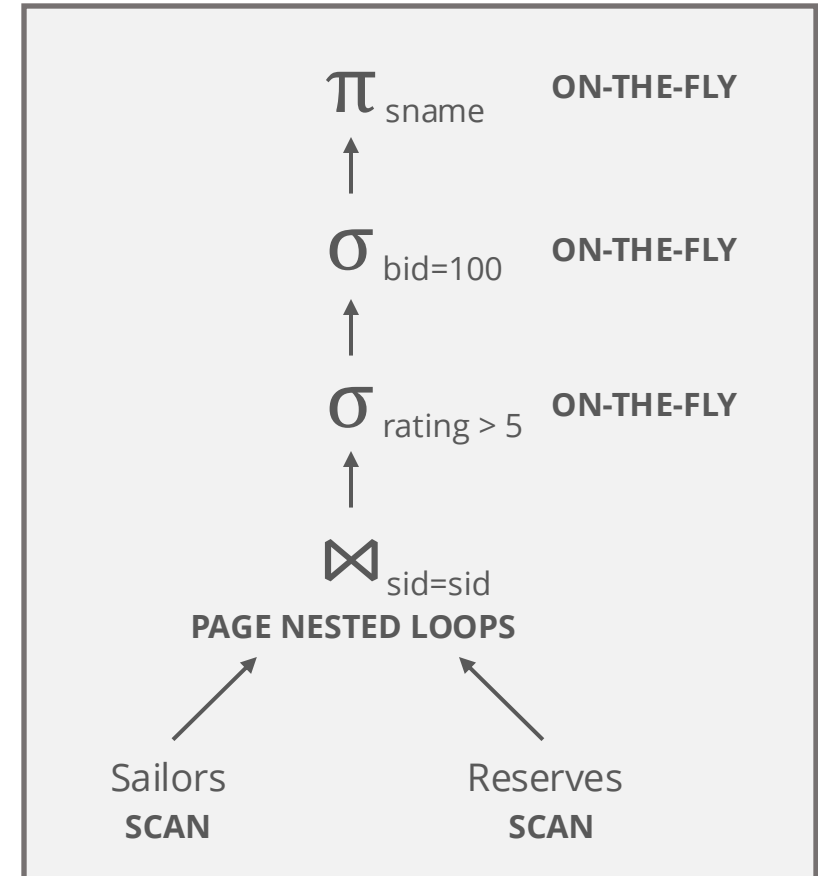 π sname ON-THE-FLY
σ bid=100 ON-THE-FLY
σ rating > 5 ON-THE-FLY
⋈ sid=sid
PAGE NESTED LOOPS
Sailors Reserves
SCAN SCAN